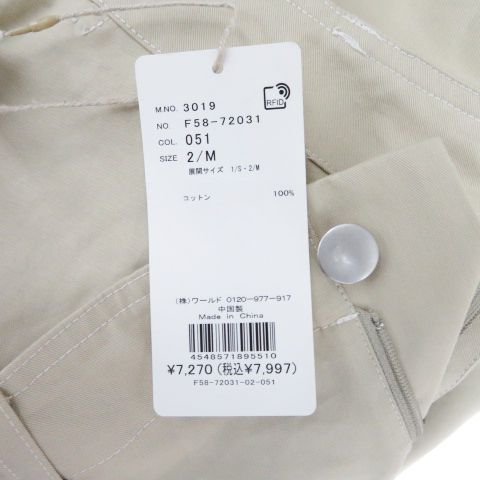 M.NO. 3019
RFID
NO. F58-72031
COL. 051
SIZE 2/M
展開サイズ 1/S・2/M
コットン 100%
(株)ワールド 0120-977-917
中国製
Made in China
4548571895510
¥7,270(税込¥7,997)
F58-72031-02-051